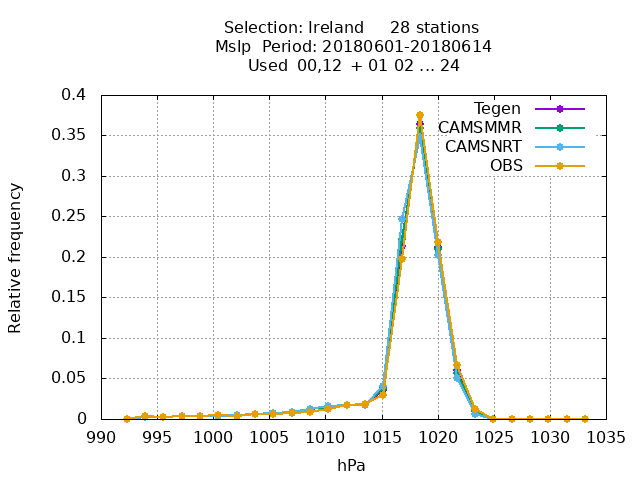 Selection: Ireland 28 stations
Mslp Period: 20180601-20180614
Used 00,12 + 01 02 ... 24
0.4
0.35
0.3
0.25
0.2
0.15
0.1
0.05
0
Relative frequency
Tegen
CAMSMMR
CAMSNRT
OBS
990 995 1000 1005 1010 1015 1020 1025 1030 1035
hPa